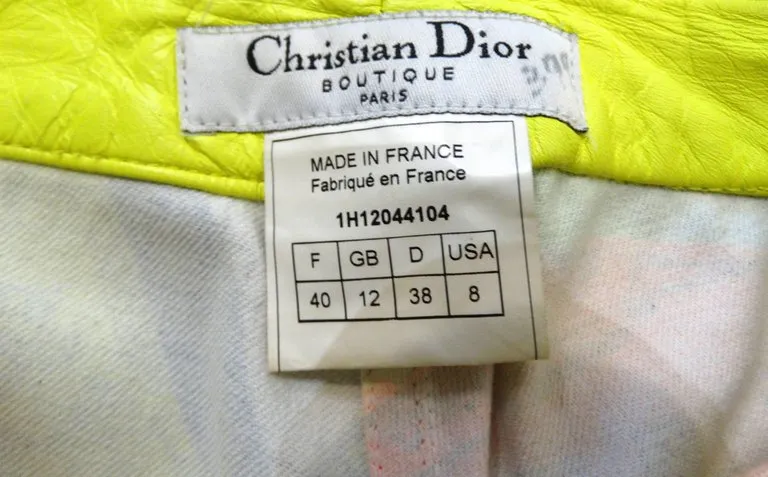 Christian Dior
BOUTIQUE
PARIS
MADE IN FRANCE
Fabriqué en France
1H12044104
F GB D USA
40 12 38 8